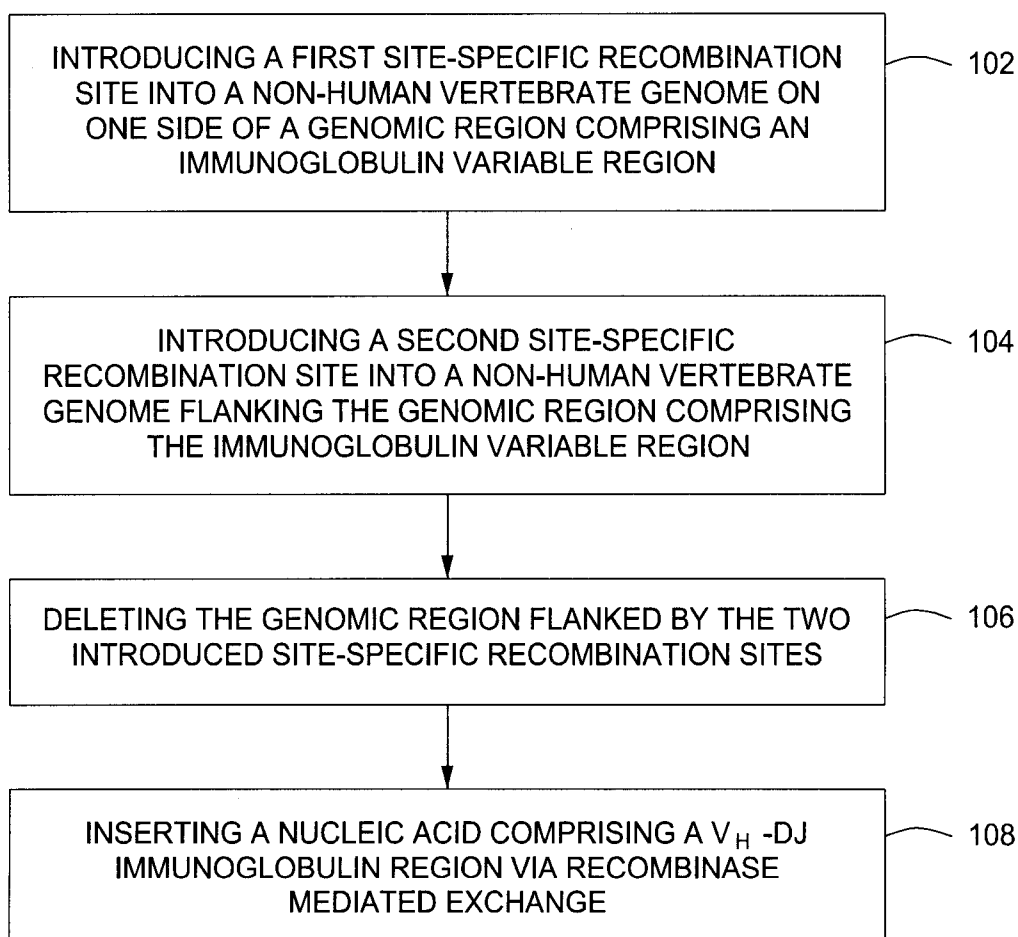 INTRODUCING A FIRST SITE-SPECIFIC RECOMBINATION
SITE INTO A NON-HUMAN VERTEBRATE GENOME ON
ONE SIDE OF A GENOMIC REGION COMPRISING AN
IMMUNOGLOBULIN VARIABLE REGION
102
INTRODUCING A SECOND SITE-SPECIFIC
RECOMBINATION SITE INTO A NON-HUMAN VERTEBRATE
GENOME FLANKING THE GENOMIC REGION COMPRISING
THE IMMUNOGLOBULIN VARIABLE REGION
104
DELETING THE GENOMIC REGION FLANKED BY THE TWO
INTRODUCED SITE-SPECIFIC RECOMBINATION SITES
106
INSERTING A NUCLEIC ACID COMPRISING A VH -DJ
IMMUNOGLOBULIN REGION VIA RECOMBINASE
MEDIATED EXCHANGE
108